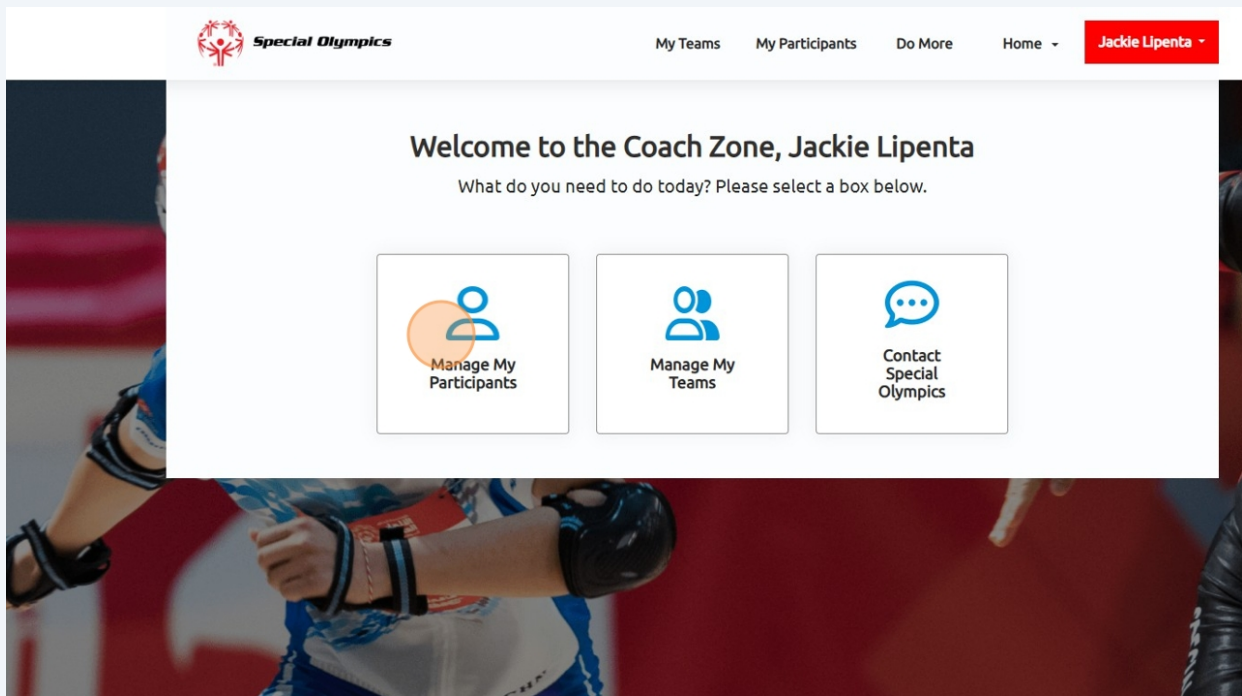 Special Olympics
My Teams
My Participants
Do More
Home
Jackie Lipenta
Welcome to the Coach Zone, Jackie Lipenta
What do you need to do today? Please select a box below.
Manage My
Participants
Manage My
Teams
Contact
Special
Olympics